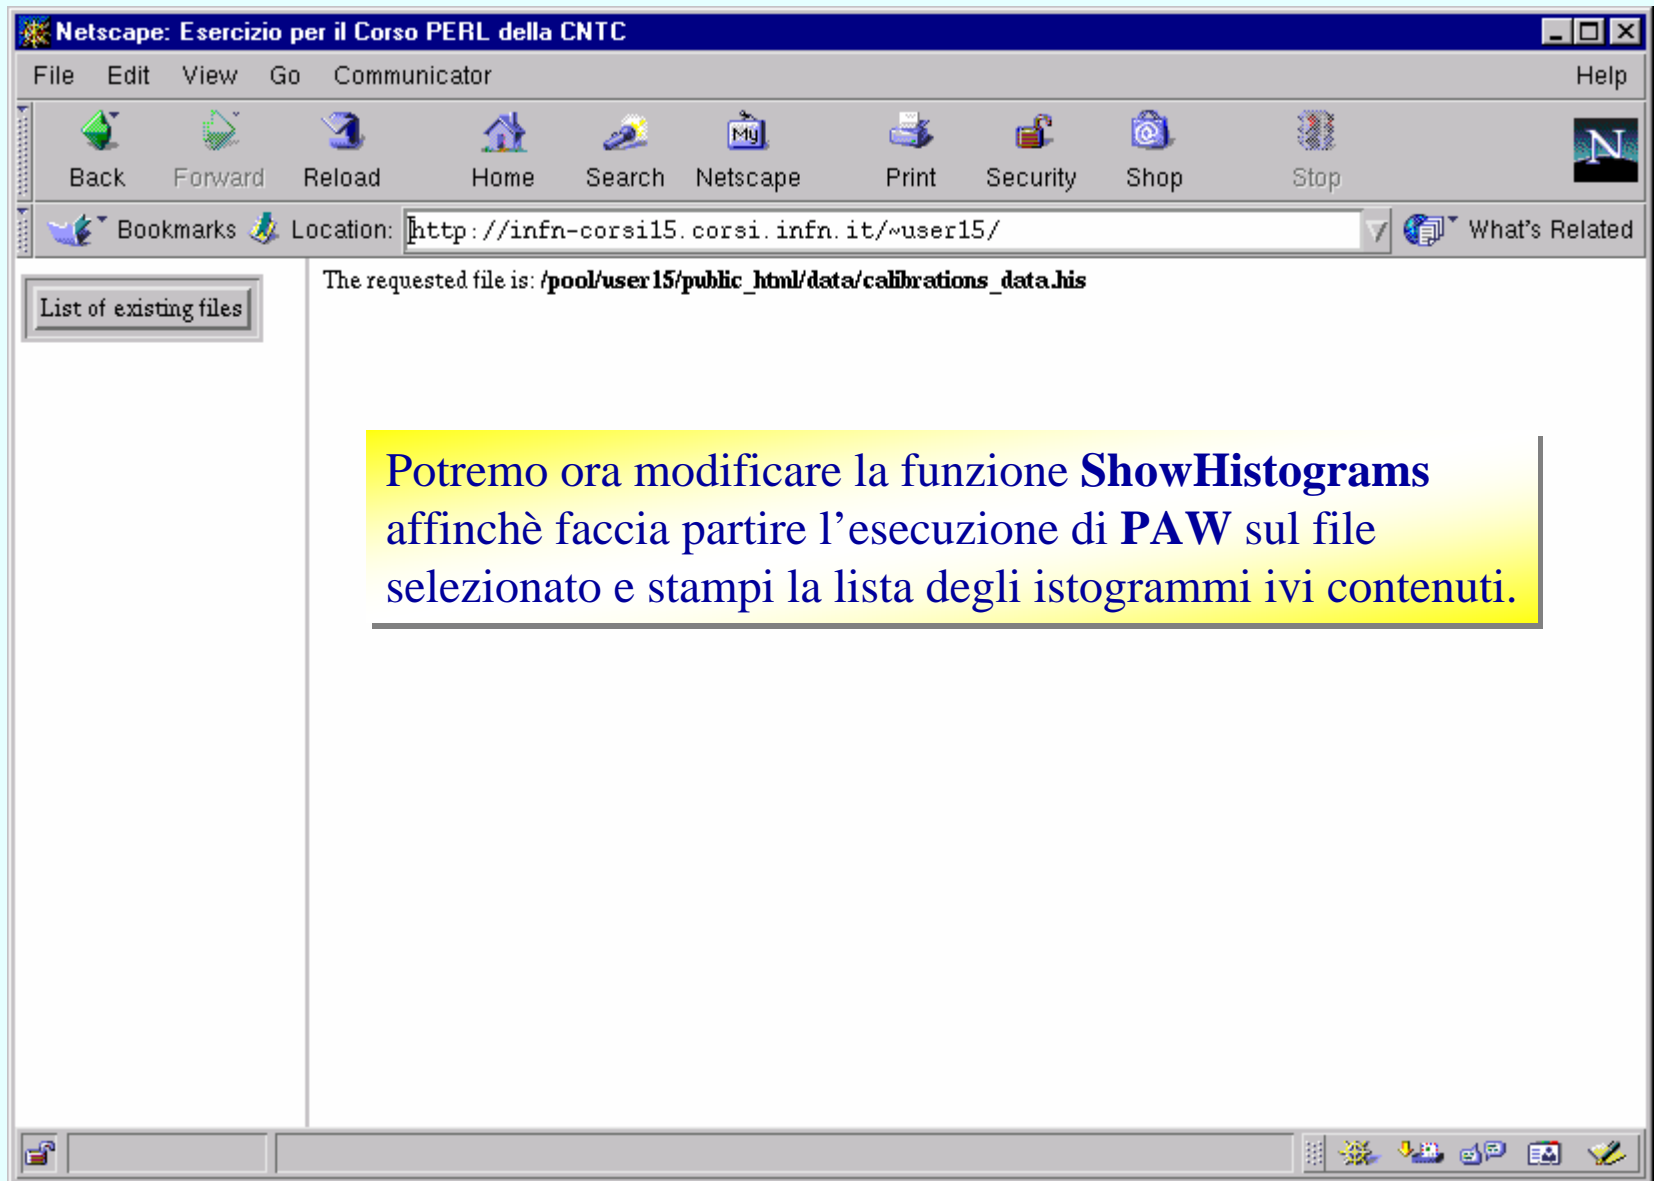 Netscape: Esercizio per il Corso PERL della CNTC
File Edit View Go Communicator Help
Back Forward Reload Home Search Netscape Print Security Shop Stop
My
N
Bookmarks Location: http://infn-corsi15.corsi.infn.it/~user15/ What's Related
List of existing files
The requested file is: /pool/user15/public_html/data/calibrations_data.his
Potremo ora modificare la funzione ShowHistograms
affinchè faccia partire l’esecuzione di PAW sul file
selezionato e stampi la lista degli istogrammi ivi contenuti.